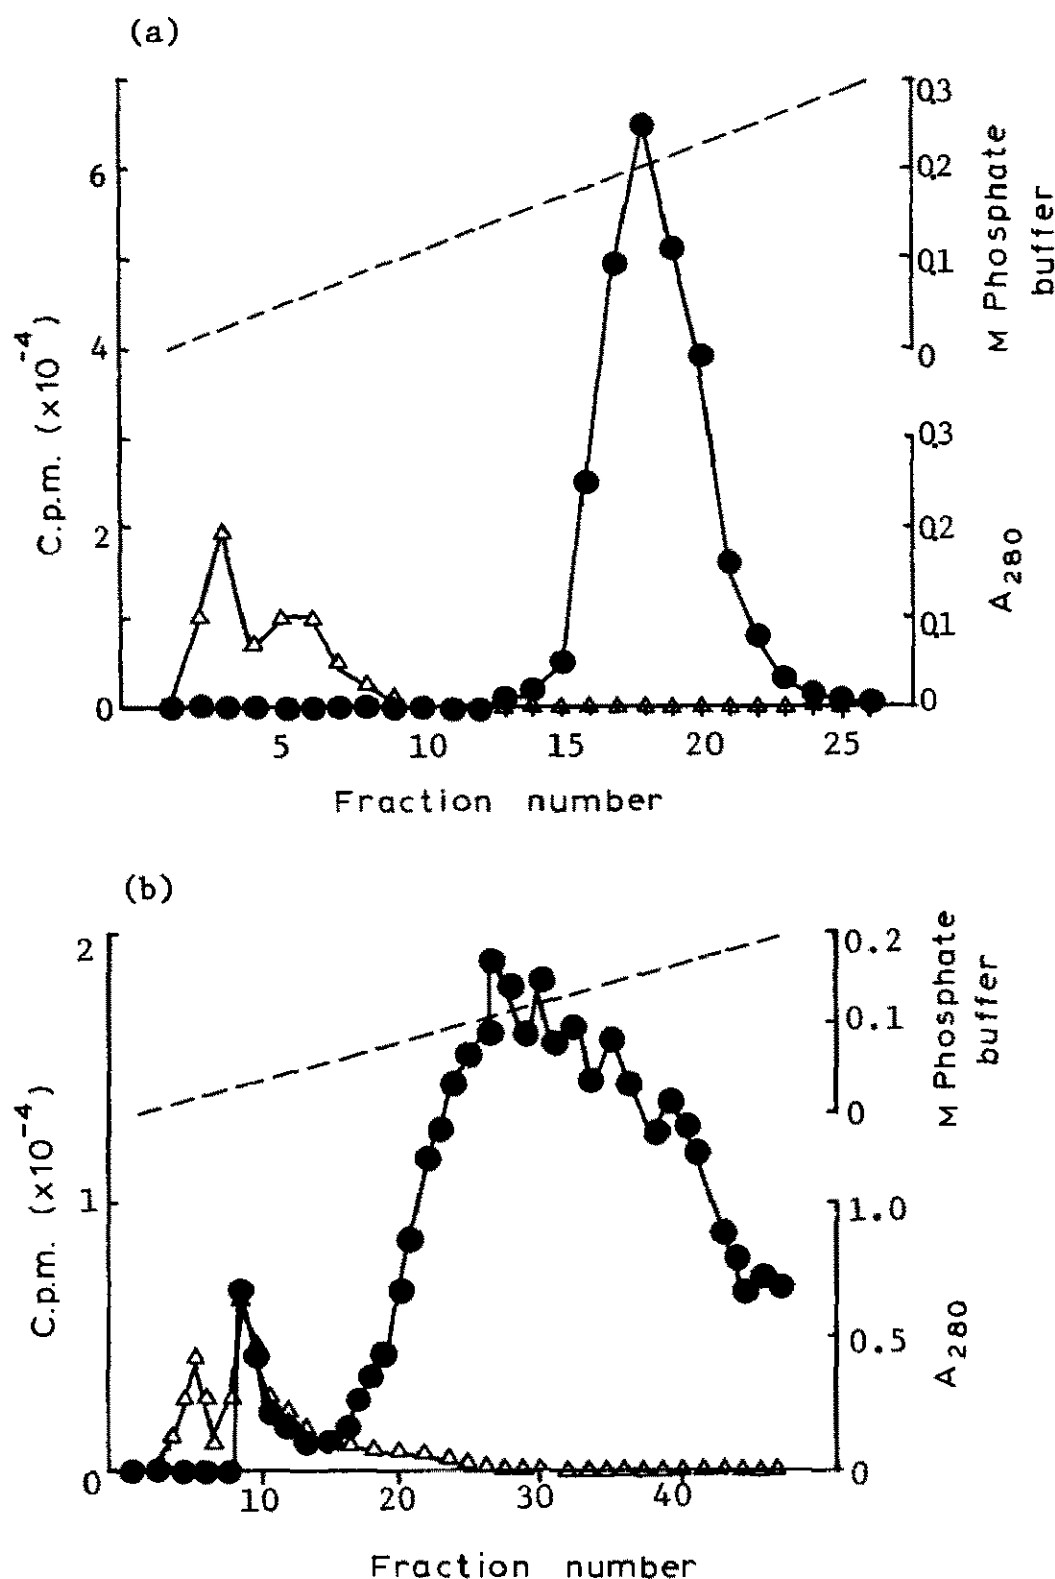 (a)
6
4
2
0
C.p.m. (x10⁻⁴)
0.3
0.2
0.1
0
M Phosphate
buffer
0.3
0.2
0.1
0
A₂₈₀
5 10 15 20 25
Fraction number
(b)
2
1
0
C.p.m. (x10⁻⁴)
0.2
0.1
0
M Phosphate
buffer
1.0
0.5
0
A₂₈₀
10 20 30 40
Fraction number